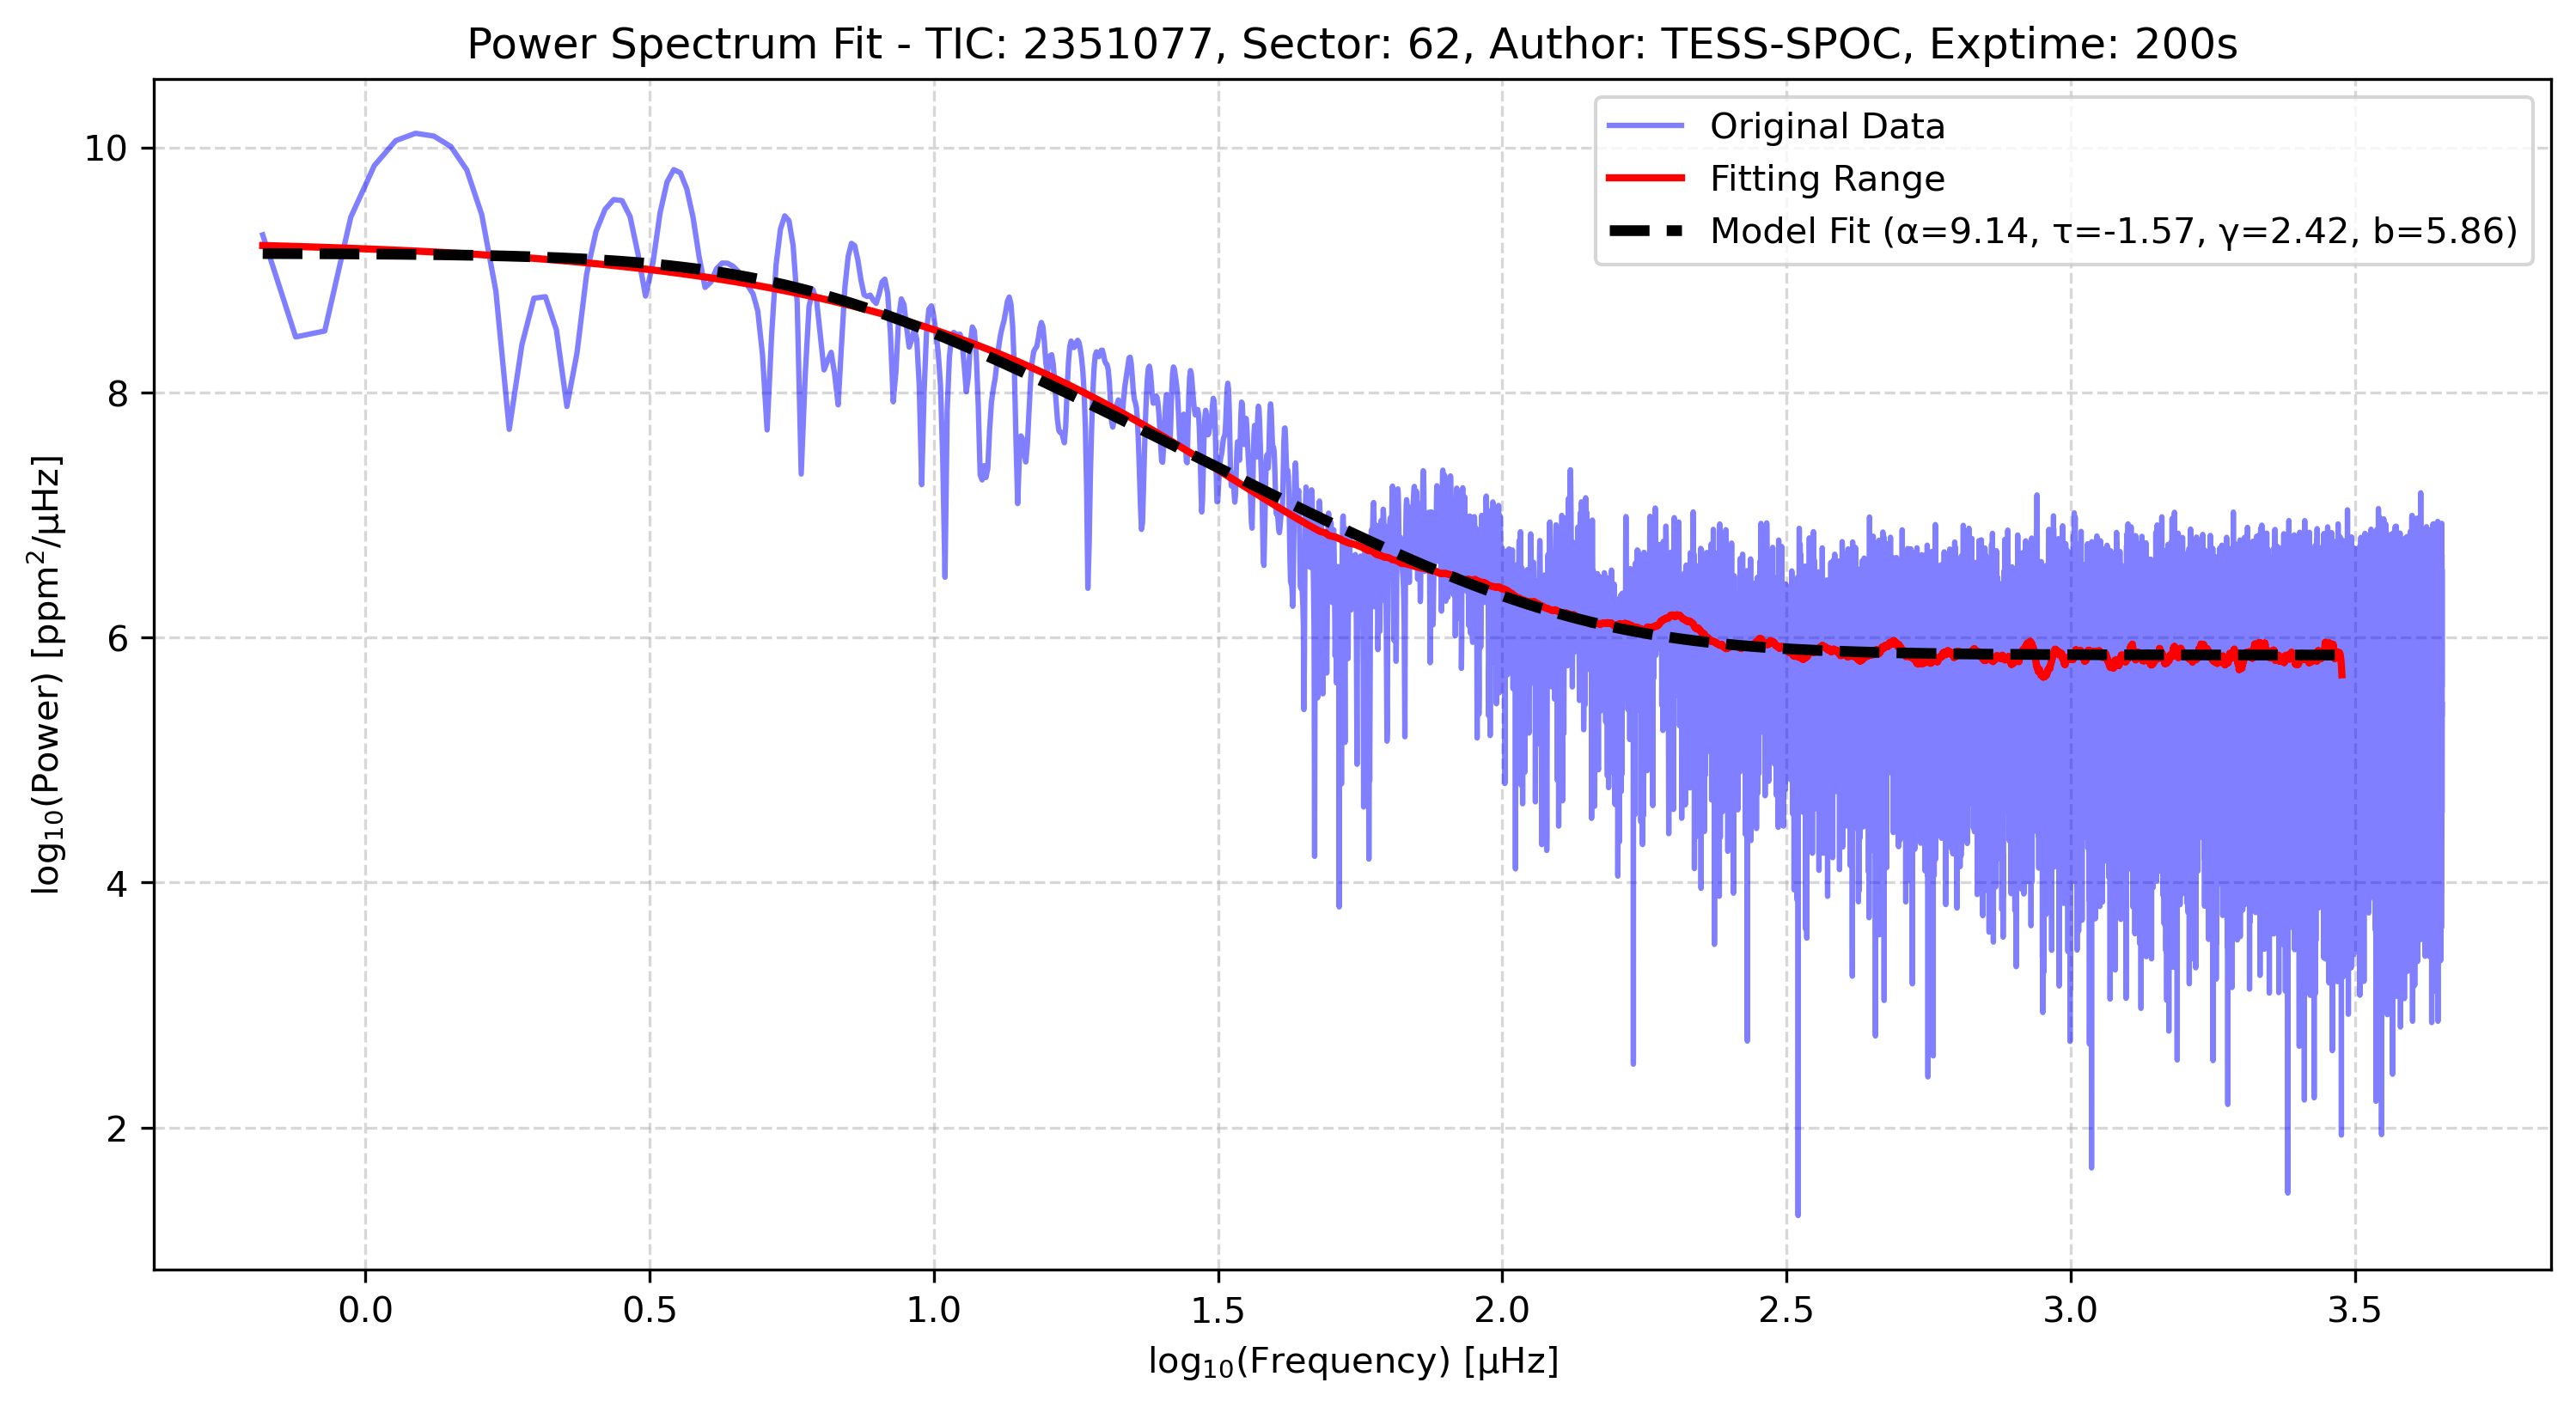 Power Spectrum Fit - TIC: 2351077, Sector: 62, Author: TESS-SPOC, Exptime: 200s
Original Data
Fitting Range
Model Fit (α=9.14, τ=-1.57, γ=2.42, b=5.86)
log₁₀(Power) [ppm²/μHz]
10
8
6
4
2
0.0 0.5 1.0 1.5 2.0 2.5 3.0 3.5
log₁₀(Frequency) [μHz]